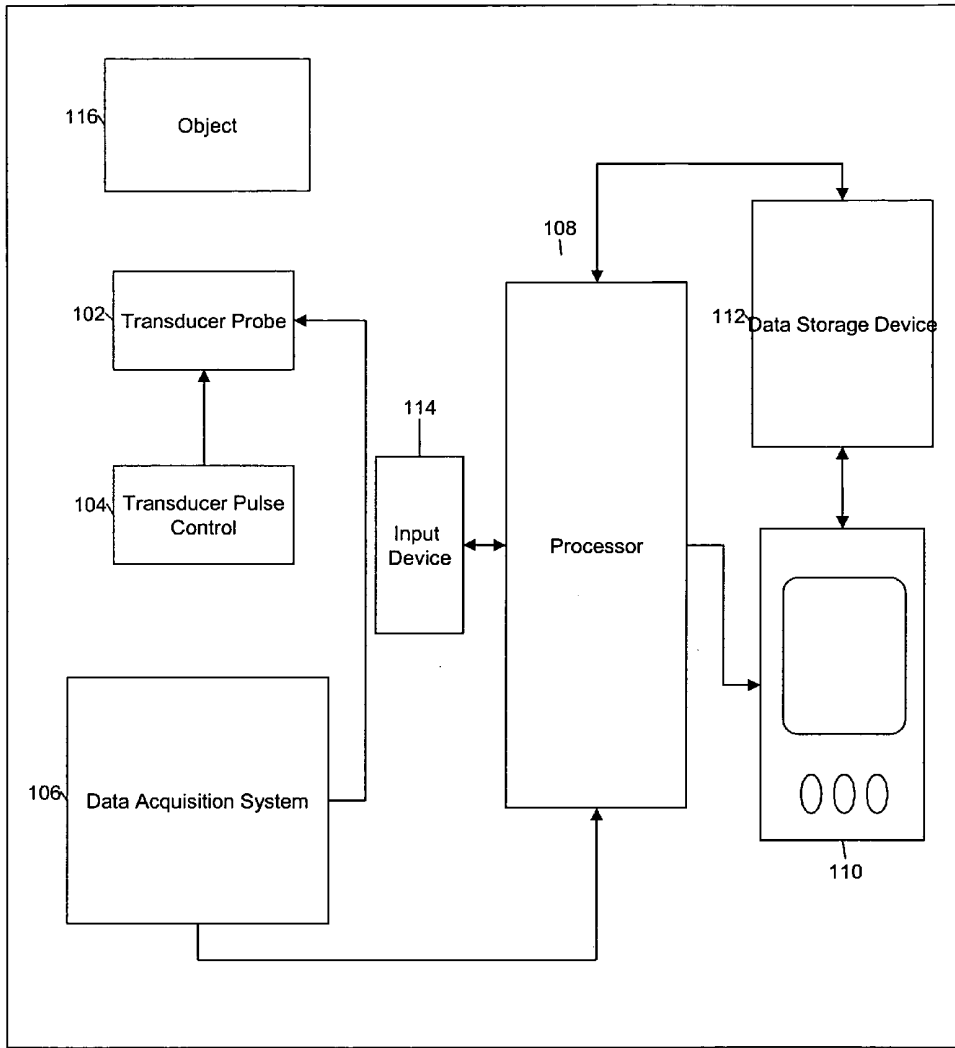 116
Object
108
102
Transducer Probe
112
Data Storage Device
114
104
Transducer Pulse
Control
Input
Device
Processor
106
Data Acquisition System
110